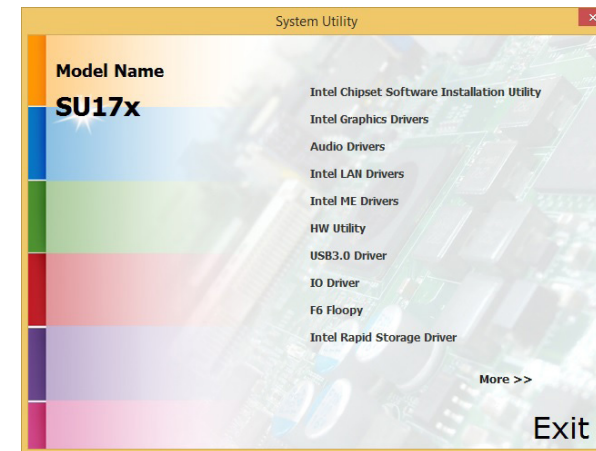 System Utility
Model Name
SU17x
Intel Chipset Software Installation Utility
Intel Graphics Drivers
Audio Drivers
Intel LAN Drivers
Intel ME Drivers
HW Utility
USB3.0 Driver
IO Driver
F6 Floopy
Intel Rapid Storage Driver
More >>
Exit